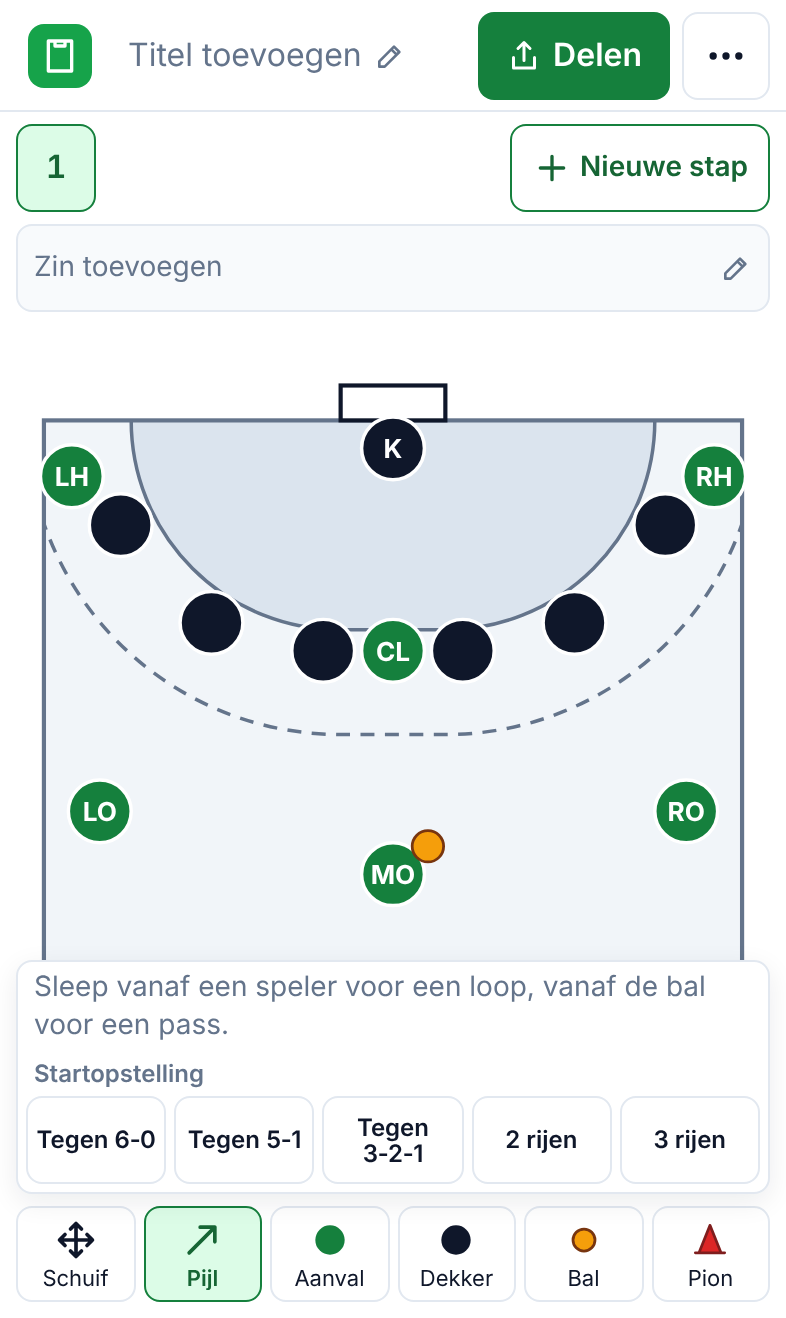 Titel toevoegen
Delen
1
Nieuwe stap
Zin toevoegen
K
LH
RH
CL
LO
RO
MO
Sleep vanaf een speler voor een loop, vanaf de bal
voor een pass.
Startopstelling
Tegen 6-0
Tegen 5-1
Tegen
3-2-1
2 rijen
3 rijen
Schuif
Pijl
Aanval
Dekker
Bal
Pion